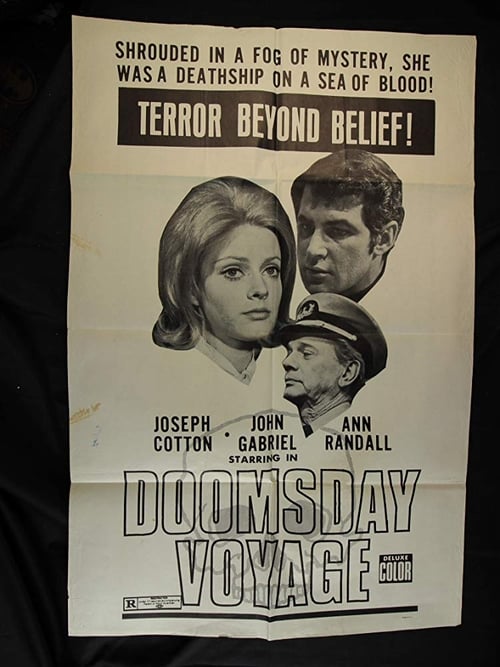 SHROUDED IN A FOG OF MYSTERY, SHE
WAS A DEATHSHIP ON A SEA OF BLOOD!
TERROR BEYOND BELIEF!
JOSEPH COTTON • JOHN GABRIEL ANN RANDALL
STARRING IN
DOOMSDAY
VOYAGE
DELUXE
COLOR
R